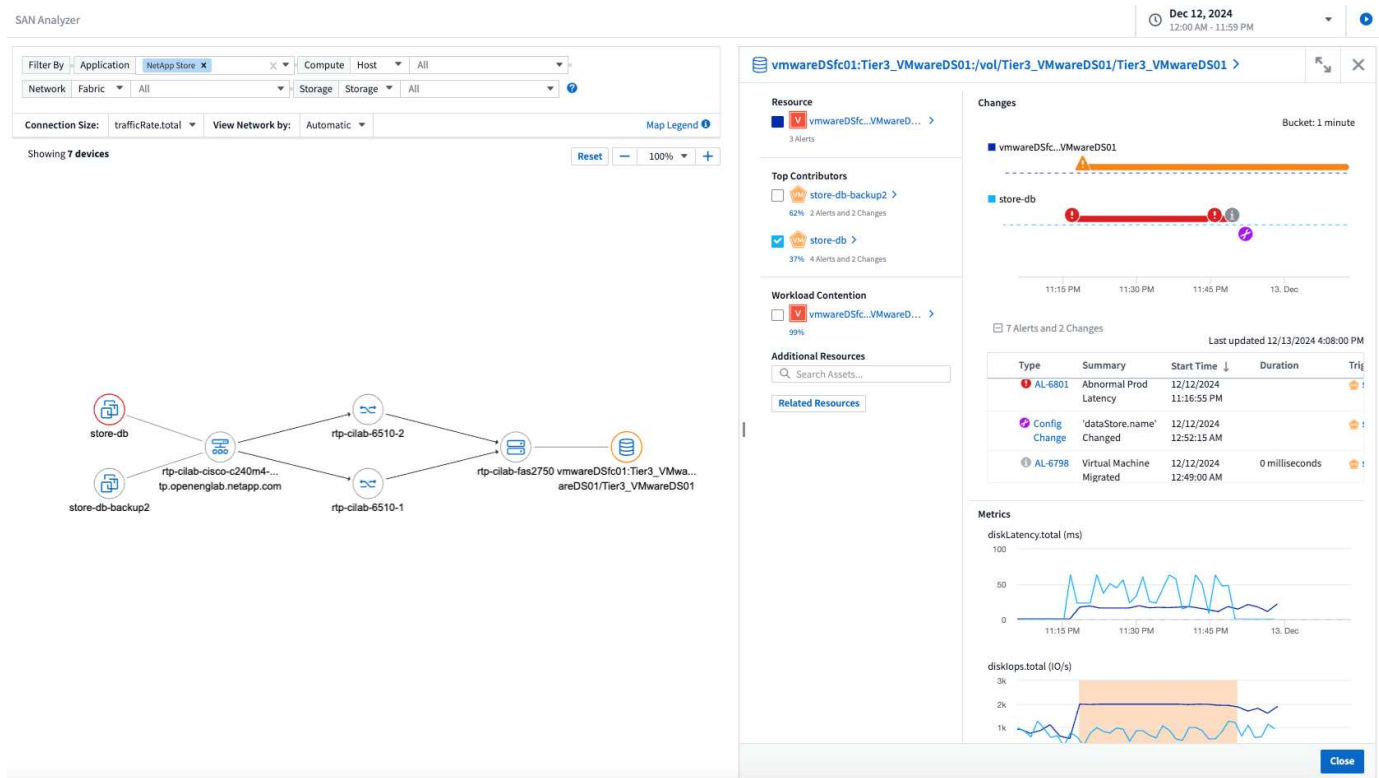 SAN Analyzer
Dec 12, 2024
12:00 AM - 11:59 PM
Filter By Application NetApp Store Compute Host All
Network Fabric All Storage Storage All
Connection Size: trafficRate.total View Network by: Automatic Map Legend
Showing 7 devices
Reset 100%
store-db
store-db-backup2
rtp-cilab-cisco-c240m4-...
tp.openenglab.netapp.com
rtp-cilab-6510-2
rtp-cilab-6510-1
rtp-cilab-fas2750
vmwareDSfc01:Tier3_VMwa...
areDS01/Tier3_VMwareDS01
vmwareDSfc01:Tier3_VMwareDS01:/vol/Tier3_VMwareDS01/Tier3_VMwareDS01
Resource
V vmwareDSfc...VMwareD...
3 Alerts
Top Contributors
VM store-db-backup2
62% 2 Alerts and 2 Changes
VM store-db
37% 4 Alerts and 2 Changes
Workload Contention
V vmwareDSfc...VMwareD...
99%
Additional Resources
Search Assets...
Related Resources
Changes
Bucket: 1 minute
vmwareDSfc...VMwareDS01
store-db
11:15 PM 11:30 PM 11:45 PM 13. Dec
7 Alerts and 2 Changes
Last updated 12/13/2024 4:08:00 PM
Type Summary Start Time ↓ Duration Trig
AL-6801 Abnormal Prod 12/12/2024
Latency 11:16:55 PM
Config 'dataStore.name' 12/12/2024
Change Changed 12:52:15 AM
AL-6798 Virtual Machine 12/12/2024 0 milliseconds
Migrated 12:49:00 AM
Metrics
diskLatency.total (ms)
100
50
0
11:15 PM 11:30 PM 11:45 PM 13. Dec
diskIops.total (IO/s)
3k
2k
1k
Close